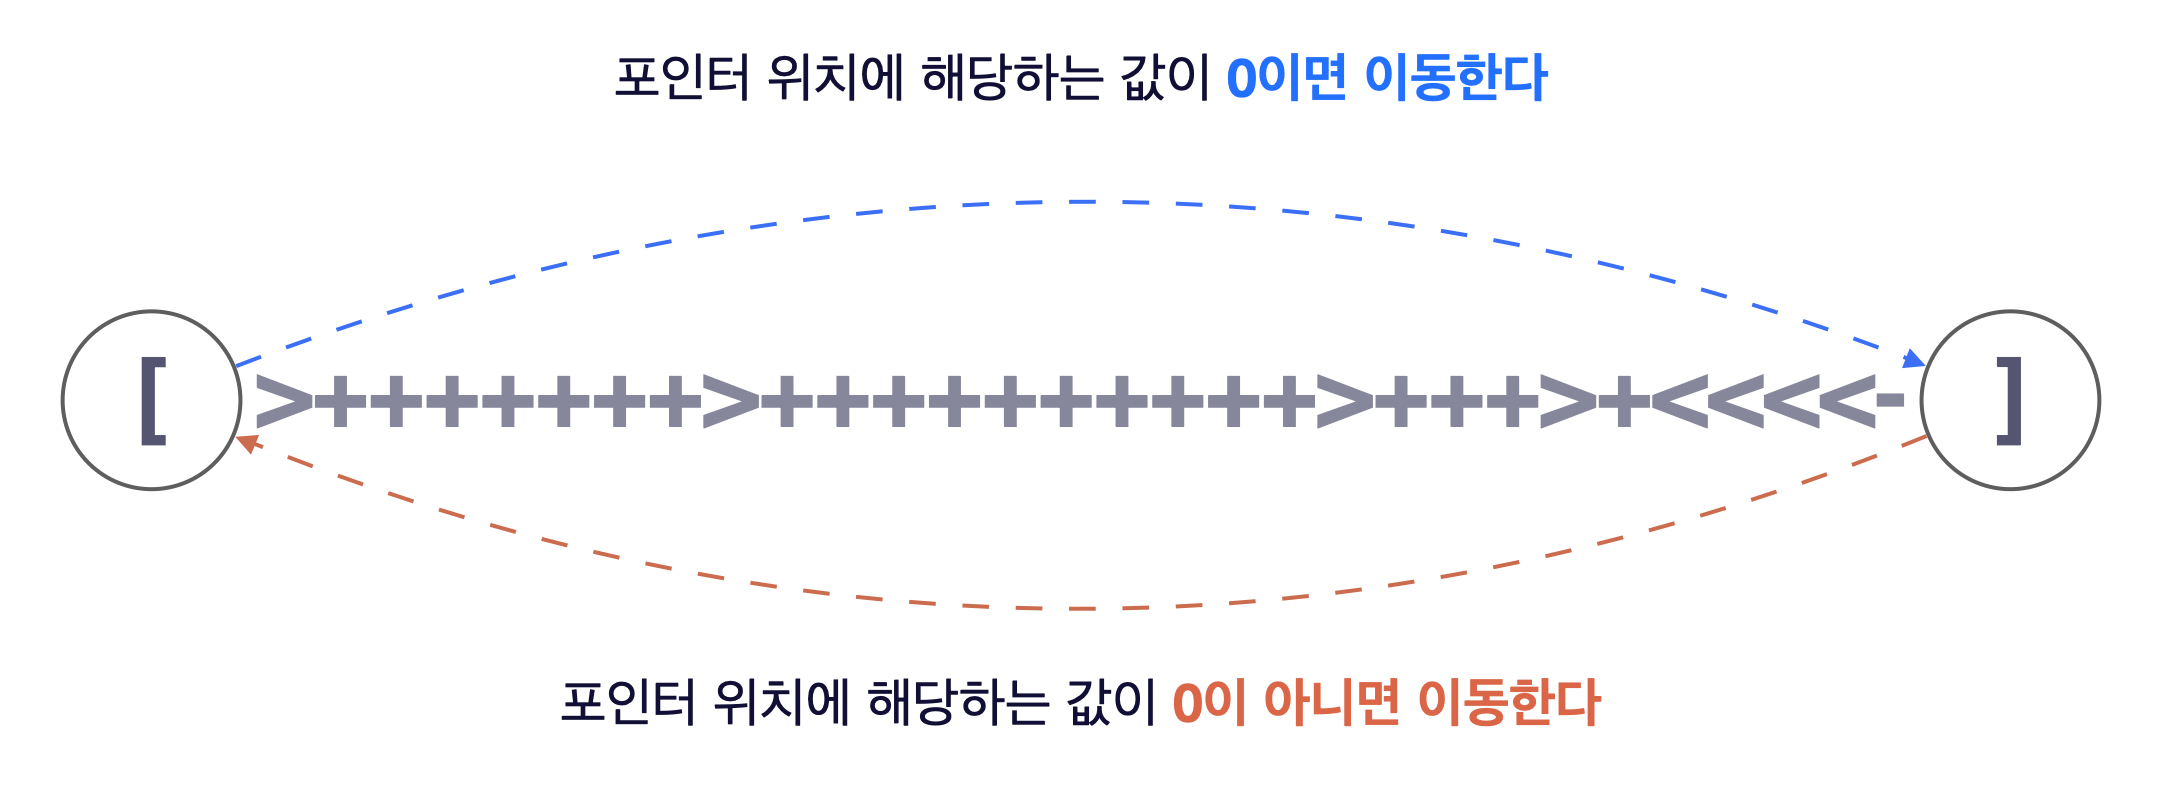 포인터 위치에 해당하는 값이 0이면 이동한다
[>+++++++>++++++++++>+++>+<<<<-]
포인터 위치에 해당하는 값이 0이 아니면 이동한다